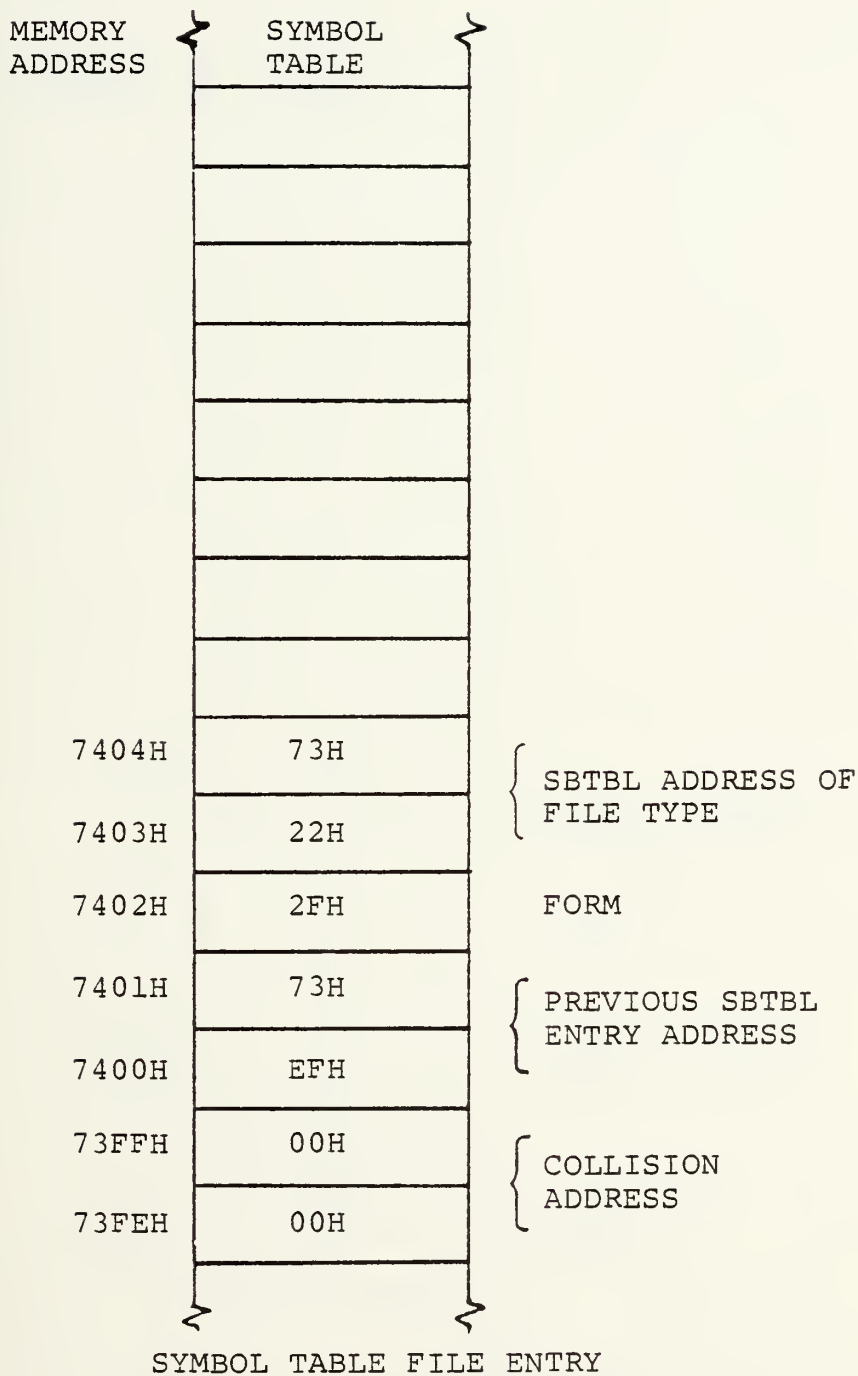 MEMORY ADDRESS
SYMBOL TABLE
7404H 73H
SBTBL ADDRESS OF
FILE TYPE
7403H 22H
7402H 2FH FORM
7401H 73H
PREVIOUS SBTBL
ENTRY ADDRESS
7400H EFH
73FFH 00H
COLLISION
ADDRESS
73FEH 00H
SYMBOL TABLE FILE ENTRY